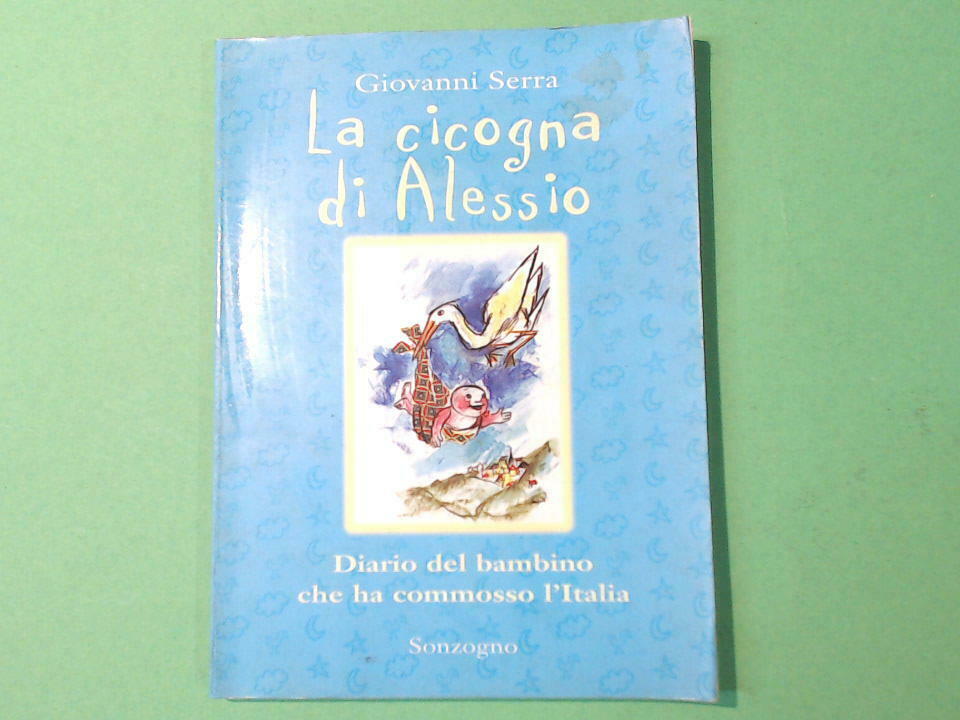 Giovanni Serra
La cicogna
di Alessio
Diario del bambino
che ha commosso l'Italia
Sonzogno